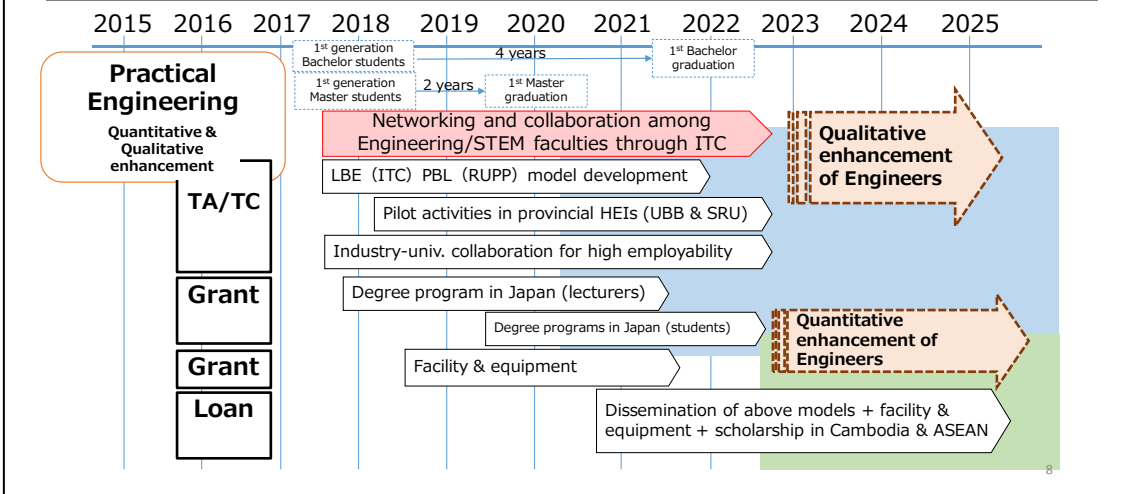 2015 2016 2017 2018 2019 2020 2021 2022 2023 2024 2025
Practical
Engineering
Quantitative &
Qualitative
enhancement
1st generation
Bachelor students
4 years
1st Bachelor
graduation
1st generation
Master students
2 years
1st Master
graduation
Networking and collaboration among
Engineering/STEM faculties through ITC
Qualitative
enhancement
of Engineers
TA/TC
LBE（ITC）PBL（RUPP）model development
Pilot activities in provincial HEIs (UBB & SRU)
Industry-univ. collaboration for high employability
Grant
Degree program in Japan (lecturers)
Degree programs in Japan (students)
Quantitative
enhancement of
Engineers
Grant
Facility & equipment
Loan
Dissemination of above models + facility &
equipment + scholarship in Cambodia & ASEAN
8